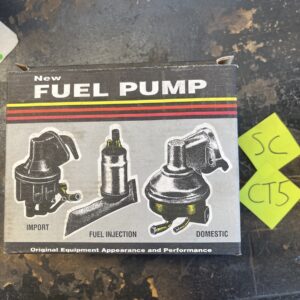 New
FUEL PUMP
IMPORT
FUEL INJECTION
DOMESTIC
Original Equipment Appearance and Performance
SC
CT5